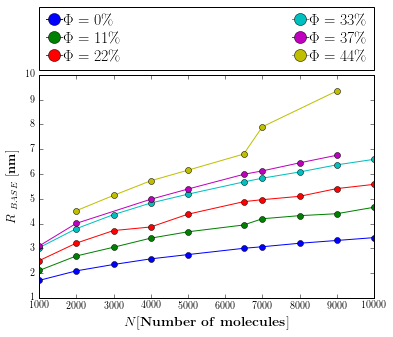 Φ = 0% Φ = 33%
Φ = 11% Φ = 37%
Φ = 22% Φ = 44%
10
9
8
7
6
5
4
3
2
1
R BASE [nm]
1000 2000 3000 4000 5000 6000 7000 8000 9000 10000
N[Number of molecules]